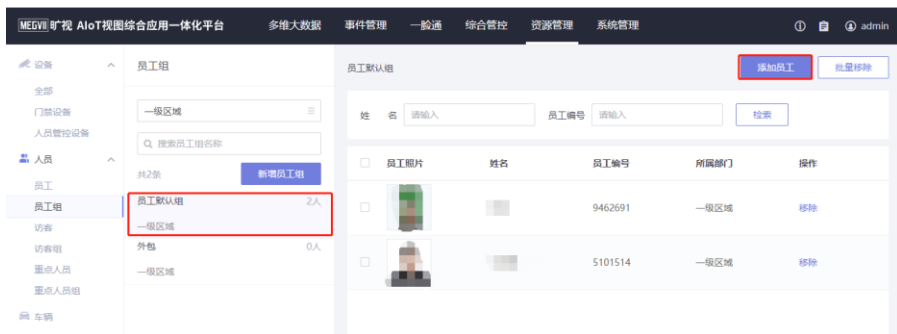 MEGVII 旷视 AIoT视图综合应用一体化平台 多维大数据 事件管理 一脸通 综合管控 资源管理 系统管理 admin
设备
全部
门禁设备
人员管控设备
人员
员工
员工组
访客
访客组
重点人员
重点人员组
车辆
员工组
一级区域
搜索员工组名称
共2条 新增员工组
员工默认组 2人
一级区域
外包 0人
一级区域
员工默认组 添加员工 批量移除
姓 名 请输入 员工编号 请输入 检索
员工照片 姓名 员工编号 所属部门 操作
9462691 一级区域 移除
5101514 一级区域 移除